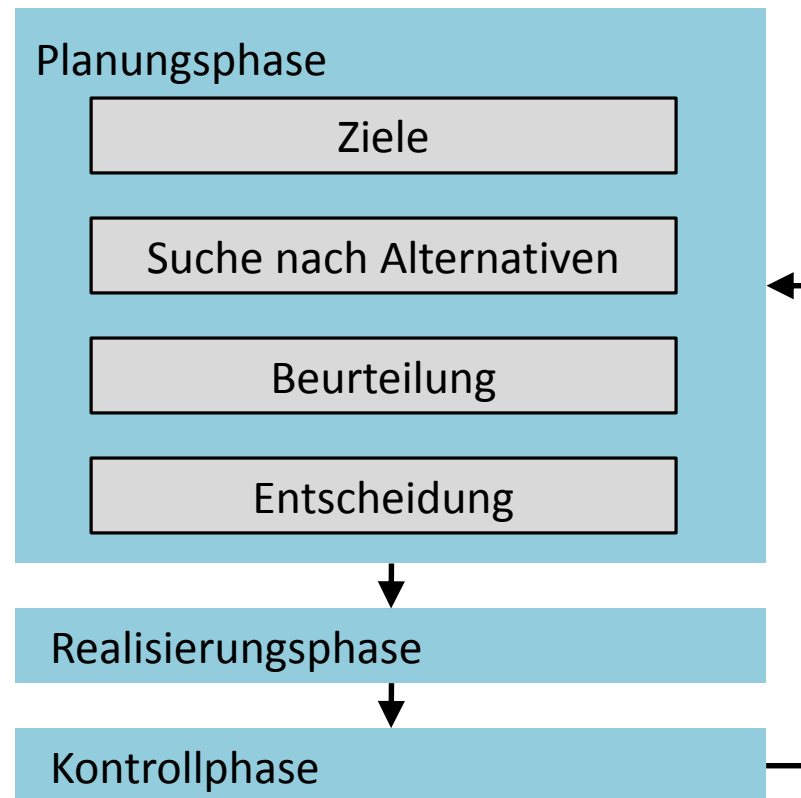 Planungsphase
Ziele
Suche nach Alternativen
Beurteilung
Entscheidung
Realisierungsphase
Kontrollphase